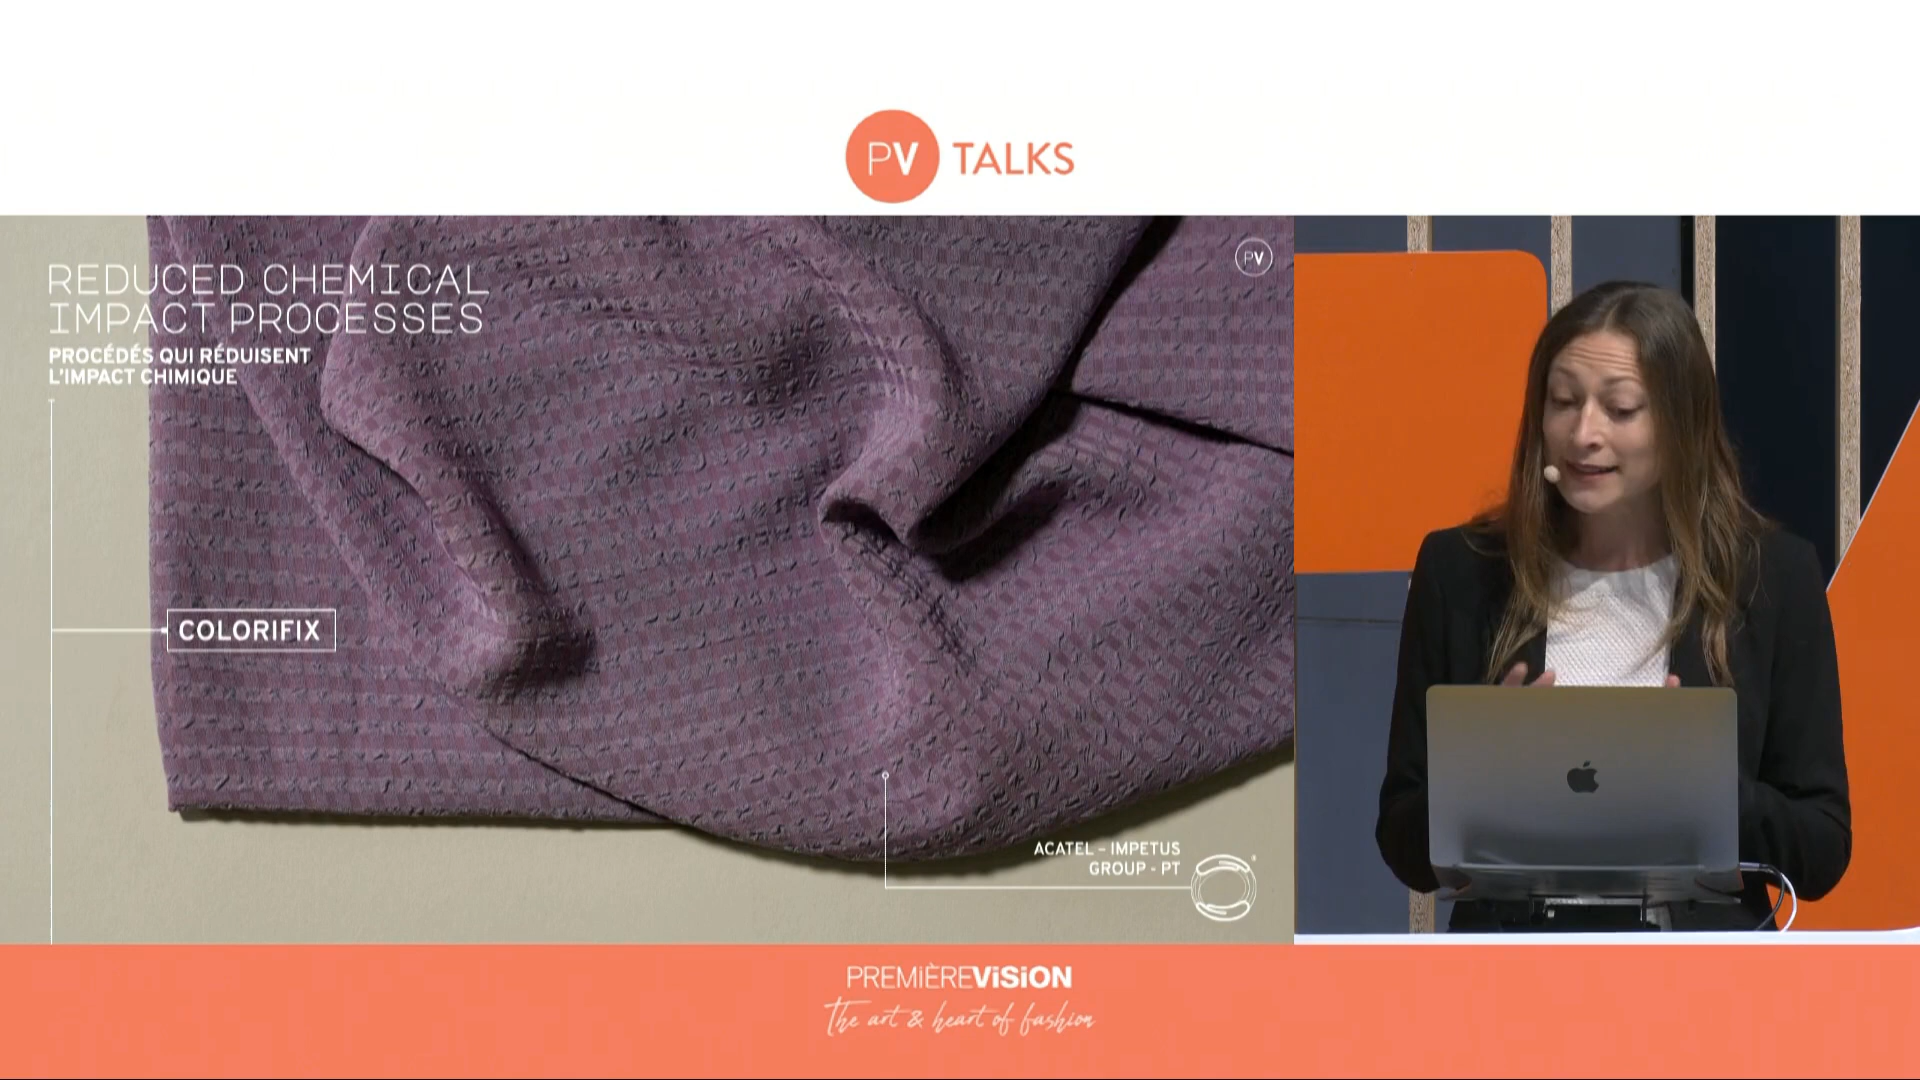 PV TALKS
PV
REDUCED CHEMICAL
IMPACT PROCESSES
PROCÉDÉS QUI RÉDUISENT
L'IMPACT CHIMIQUE
COLORIFIX
ACATEL - IMPETUS
GROUP - PT
PREMIÈREViSiON
The art & heart of fashion